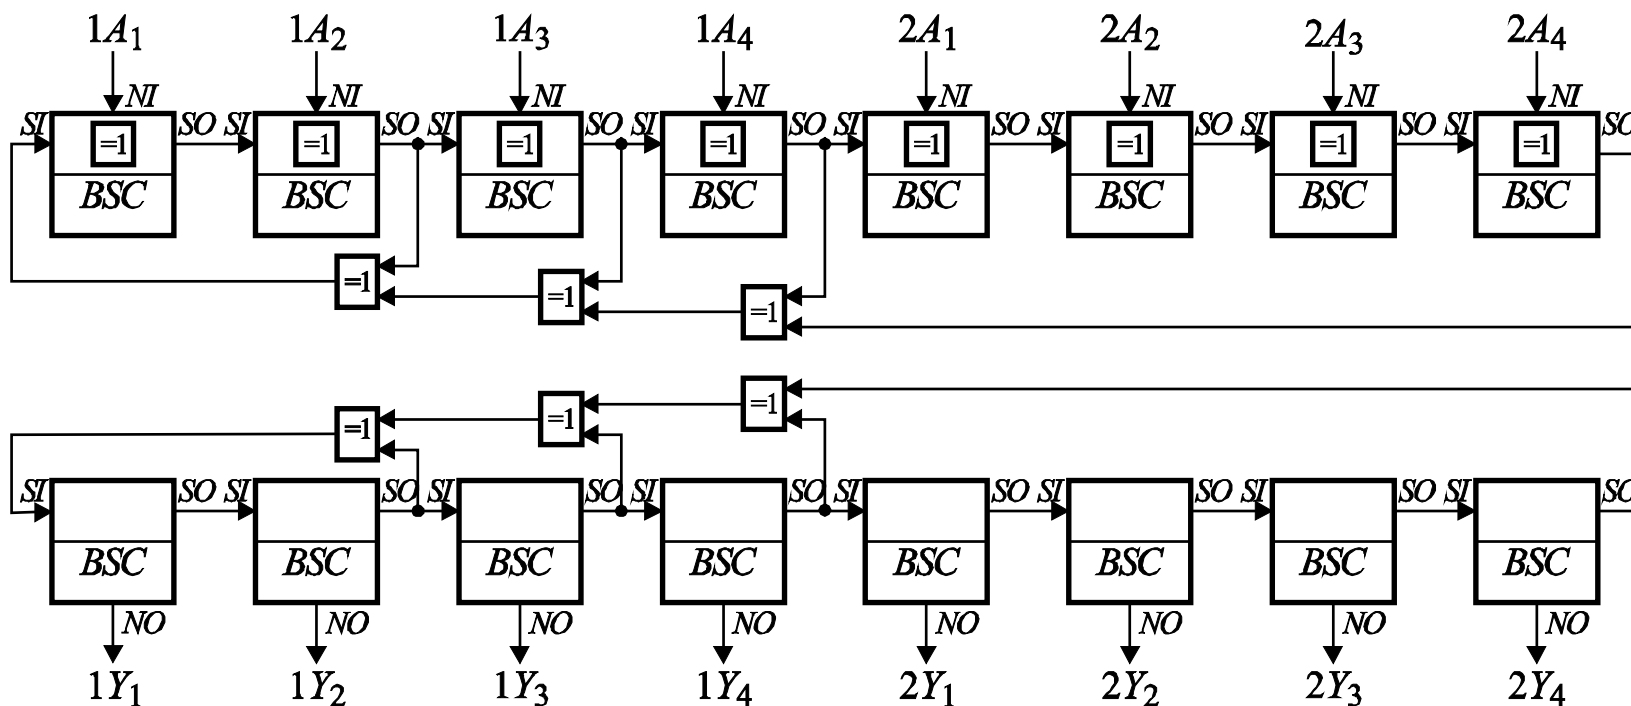 1A1 1A2 1A3 1A4 2A1 2A2 2A3 2A4
NI NI NI NI NI NI NI NI
SI SO SI SO SI SO SI SO SI SO SI SO SI SO SI SO
=1 =1 =1 =1 =1 =1 =1 =1
BSC BSC BSC BSC BSC BSC BSC BSC
=1
=1
=1
=1
=1
=1
SI SO SI SO SI SO SI SO SI SO SI SO SI SO SI SO
BSC BSC BSC BSC BSC BSC BSC BSC
NO NO NO NO NO NO NO NO
1Y1 1Y2 1Y3 1Y4 2Y1 2Y2 2Y3 2Y4